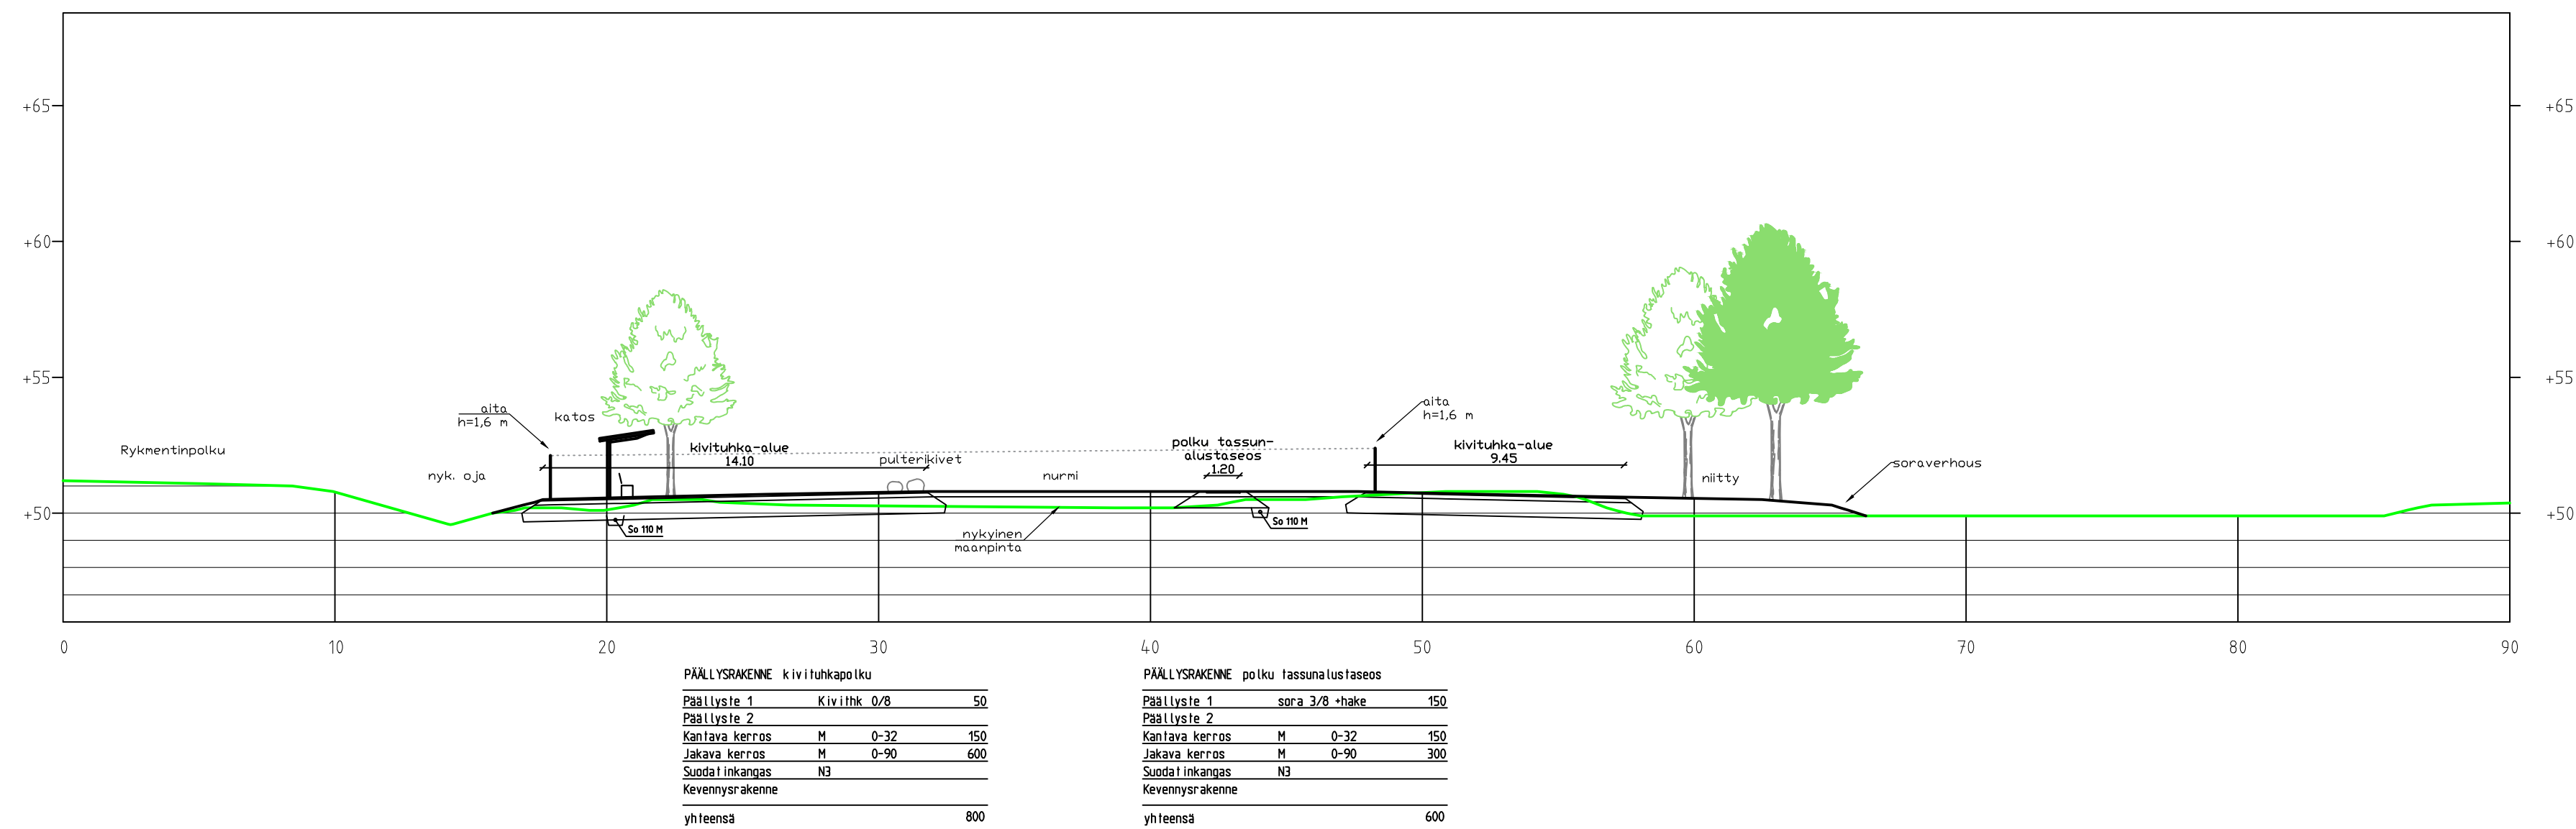 +65
+65
+60
+60
+55
+55
+50
+50
aita
h=1,6 m
katos
Rykmentinpolku
nyk. oja
kivituhka-alue
14.10
pulterikivet
nurmi
polku tassun-
alustaseos
1.20
aita
h=1,6 m
kivituhka-alue
9.45
niitty
soraverhous
So 110 M
So 110 M
nykyinen
maanpinta
0 10 20 30 40 50 60 70 80 90
PÄÄLLYSRAKENNE kivituhkapolku
Päällyste 1 Kivithk 0/8 50
Päällyste 2
Kantava kerros M 0-32 150
Jakava kerros M 0-90 600
Suodatinkangas N3
Kevennysrakenne
yhteensä 800
PÄÄLLYSRAKENNE polku tassunalustaseos
Päällyste 1 sora 3/8 +hake 150
Päällyste 2
Kantava kerros M 0-32 150
Jakava kerros M 0-90 300
Suodatinkangas N3
Kevennysrakenne
yhteensä 600